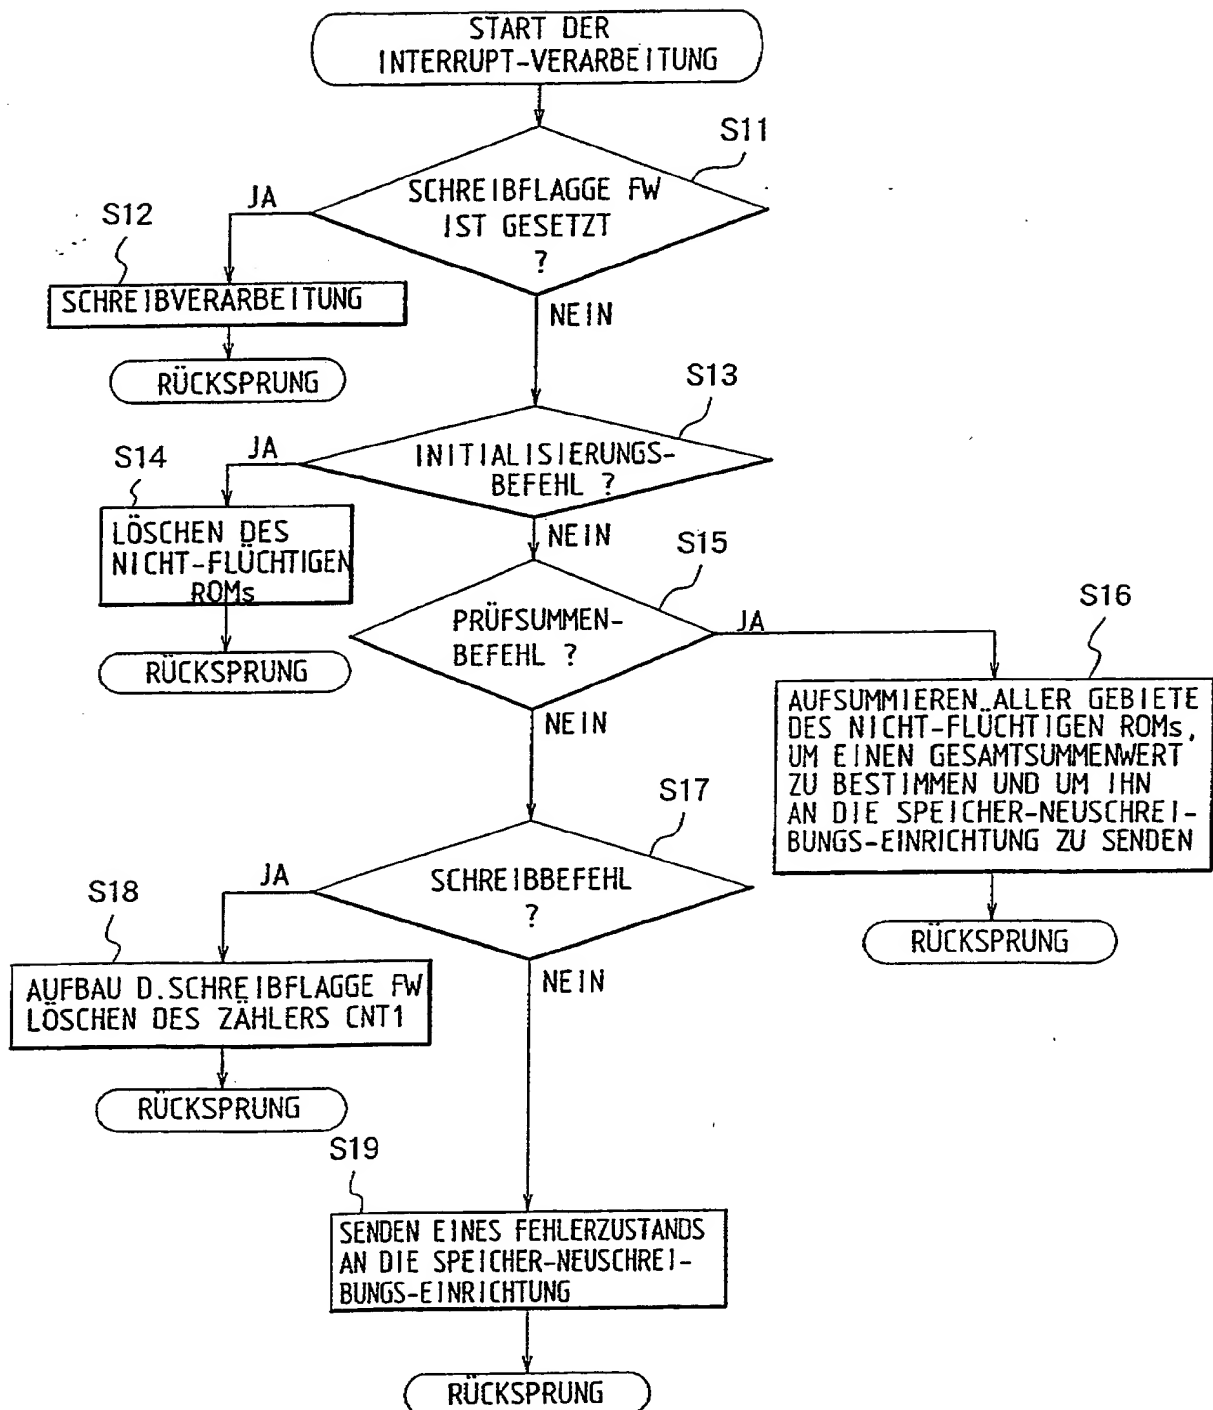 START DER
INTERRUPT-VERARBEITUNG
S11
SCHREIBFLAGGE FW
IST GESETZT
?
JA
S12
SCHREIBVERARBEITUNG
RÜCKSPRUNG
NEIN
S13
INITIALISIERUNGS-
BEFEHL ?
JA
S14
LÖSCHEN DES
NICHT-FLÜCHTIGEN
ROMs
RÜCKSPRUNG
NEIN
S15
PRÜFSUMMEN-
BEFEHL ?
JA
S16
AUFSUMMIEREN ALLER GEBIETE
DES NICHT-FLÜCHTIGEN ROMs,
UM EINEN GESAMTSUMMENWERT
ZU BESTIMMEN UND UM IHN
AN DIE SPEICHER-NEUSCHREI-
BUNGS-EINRICHTUNG ZU SENDEN
RÜCKSPRUNG
NEIN
S17
SCHREIBBEFEHL
?
JA
S18
AUFBAU D.SCHREIBFLAGGE FW
LÖSCHEN DES ZÄHLERS CNT1
RÜCKSPRUNG
NEIN
S19
SENDEN EINES FEHLERZUSTANDS
AN DIE SPEICHER-NEUSCHREI-
BUNGS-EINRICHTUNG
RÜCKSPRUNG